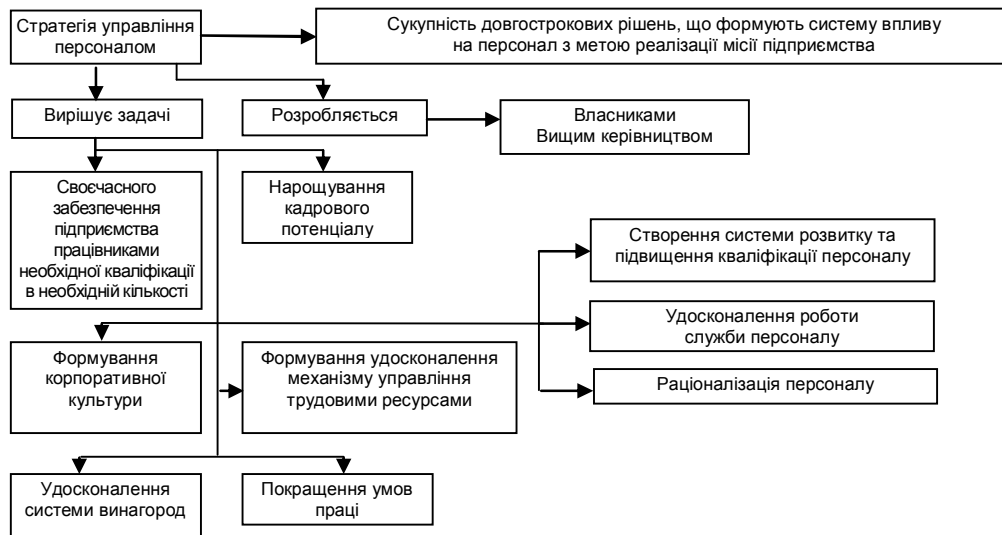 Стратегія управління
персоналом
Сукупність довгострокових рішень, що формують систему впливу
на персонал з метою реалізації місії підприємства
Вирішує задачі
Розробляється
Власниками
Вищим керівництвом
Своєчасного
забезпечення
підприємства
працівниками
необхідної кваліфікації
в необхідній кількості
Нарощування
кадрового
потенціалу
Створення системи розвитку та
підвищення кваліфікації персоналу
Удосконалення роботи
служби персоналу
Раціоналізація персоналу
Формування
корпоративної
культури
Формування удосконалення
механізму управління
трудовими ресурсами
Удосконалення
системи винагород
Покращення умов
праці